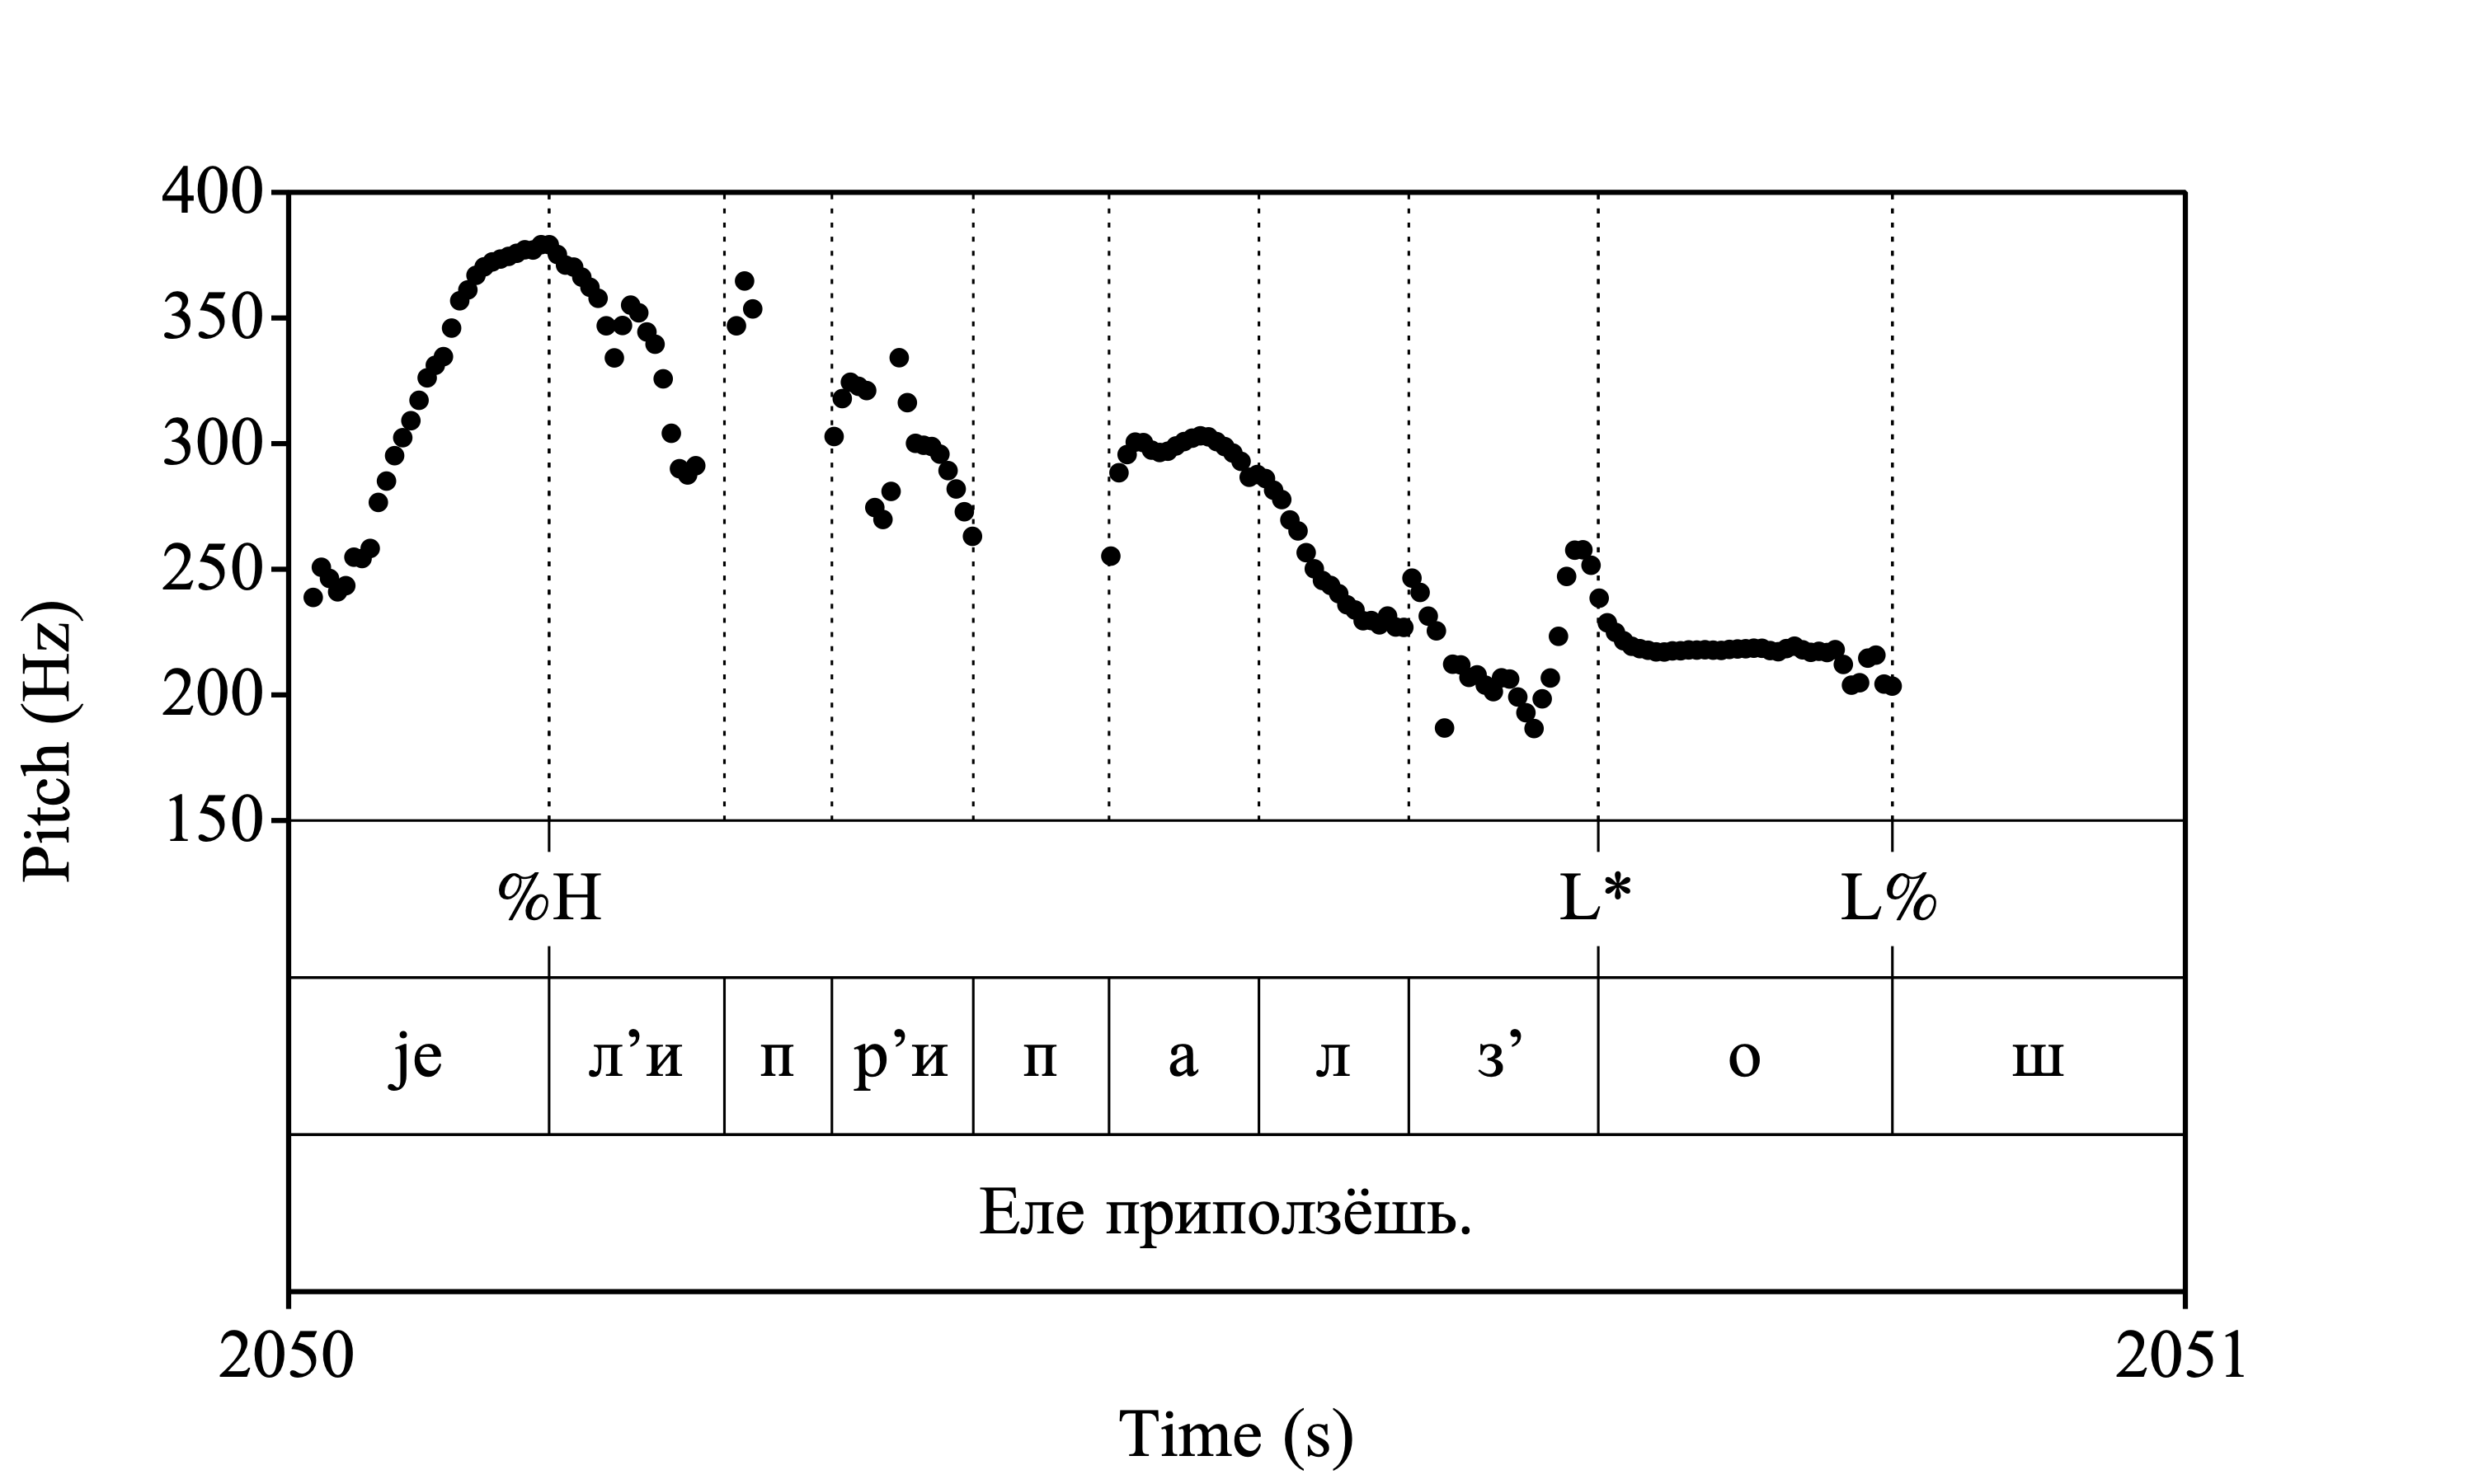 400
350
300
250
200
150
Pitch (Hz)
%H L* L%
je л’и п р’и п а л з’ о ш
Еле приползёшь.
2050 2051
Time (s)